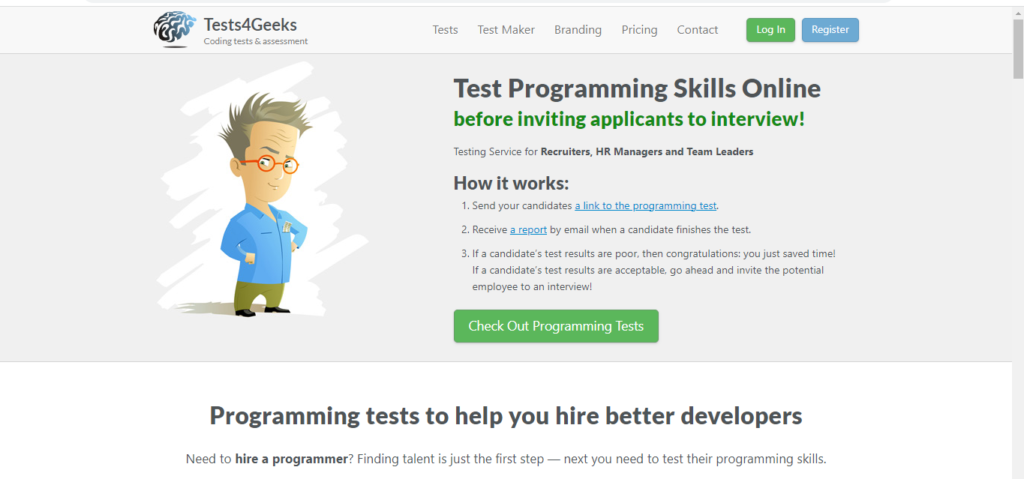 Tests4Geeks
Coding tests & assessment
Tests
Test Maker
Branding
Pricing
Contact
Log In
Register
Test Programming Skills Online
before inviting applicants to interview!
Testing Service for Recruiters, HR Managers and Team Leaders
How it works:
1. Send your candidates a link to the programming test.
2. Receive a report by email when a candidate finishes the test.
3. If a candidate's test results are poor, then congratulations: you just saved time!
If a candidate's test results are acceptable, go ahead and invite the potential
employee to an interview!
Check Out Programming Tests
Programming tests to help you hire better developers
Need to hire a programmer? Finding talent is just the first step — next you need to test their programming skills.